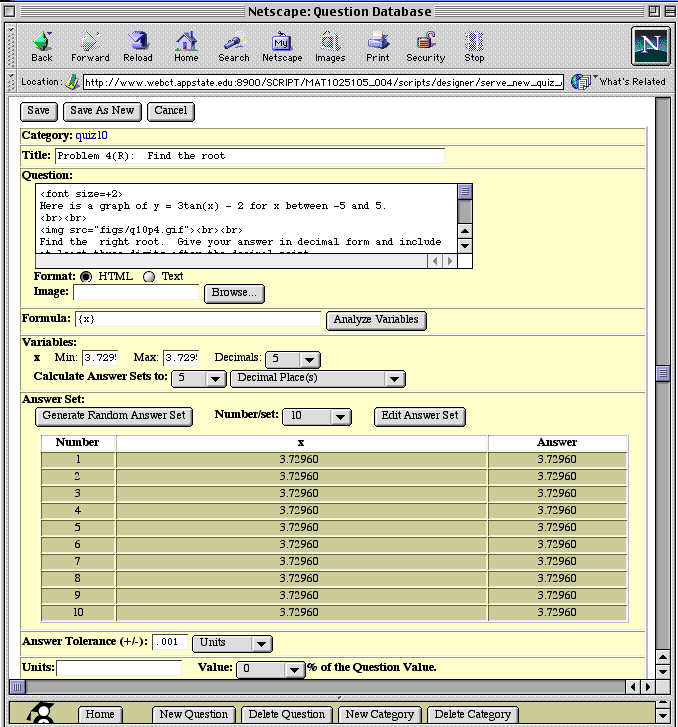 Netscape: Question Database
Back Forward Reload Home Search Netscape Images Print Security Stop
My
N
Location: http://www.webct.appstate.edu:8900/SCRIPT/MAT1025105_004/scripts/designer/serve_new_quiz_ What's Related
Save Save As New Cancel
Category: quiz10
Title: Problem 4(R): Find the root
Question:
<font size=+2>
Here is a graph of y = 3tan(x) - 2 for x between -5 and 5.
<br><br>
<img src="figs/q10p4.gif"><br><br>
Find the right root. Give your answer in decimal form and include
at least three digits after the decimal point.
Format: HTML Text
Image: Browse...
Formula: {x} Analyze Variables
Variables:
x Min: 3.729 Max: 3.729 Decimals: 5
Calculate Answer Sets to: 5 Decimal Place(s)
Answer Set:
Generate Random Answer Set Number/set: 10 Edit Answer Set
Number x Answer
1 3.72960 3.72960
2 3.72960 3.72960
3 3.72960 3.72960
4 3.72960 3.72960
5 3.72960 3.72960
6 3.72960 3.72960
7 3.72960 3.72960
8 3.72960 3.72960
9 3.72960 3.72960
10 3.72960 3.72960
Answer Tolerance (+/-): .001 Units
Units: Value: 0 % of the Question Value.
Home New Question Delete Question New Category Delete Category